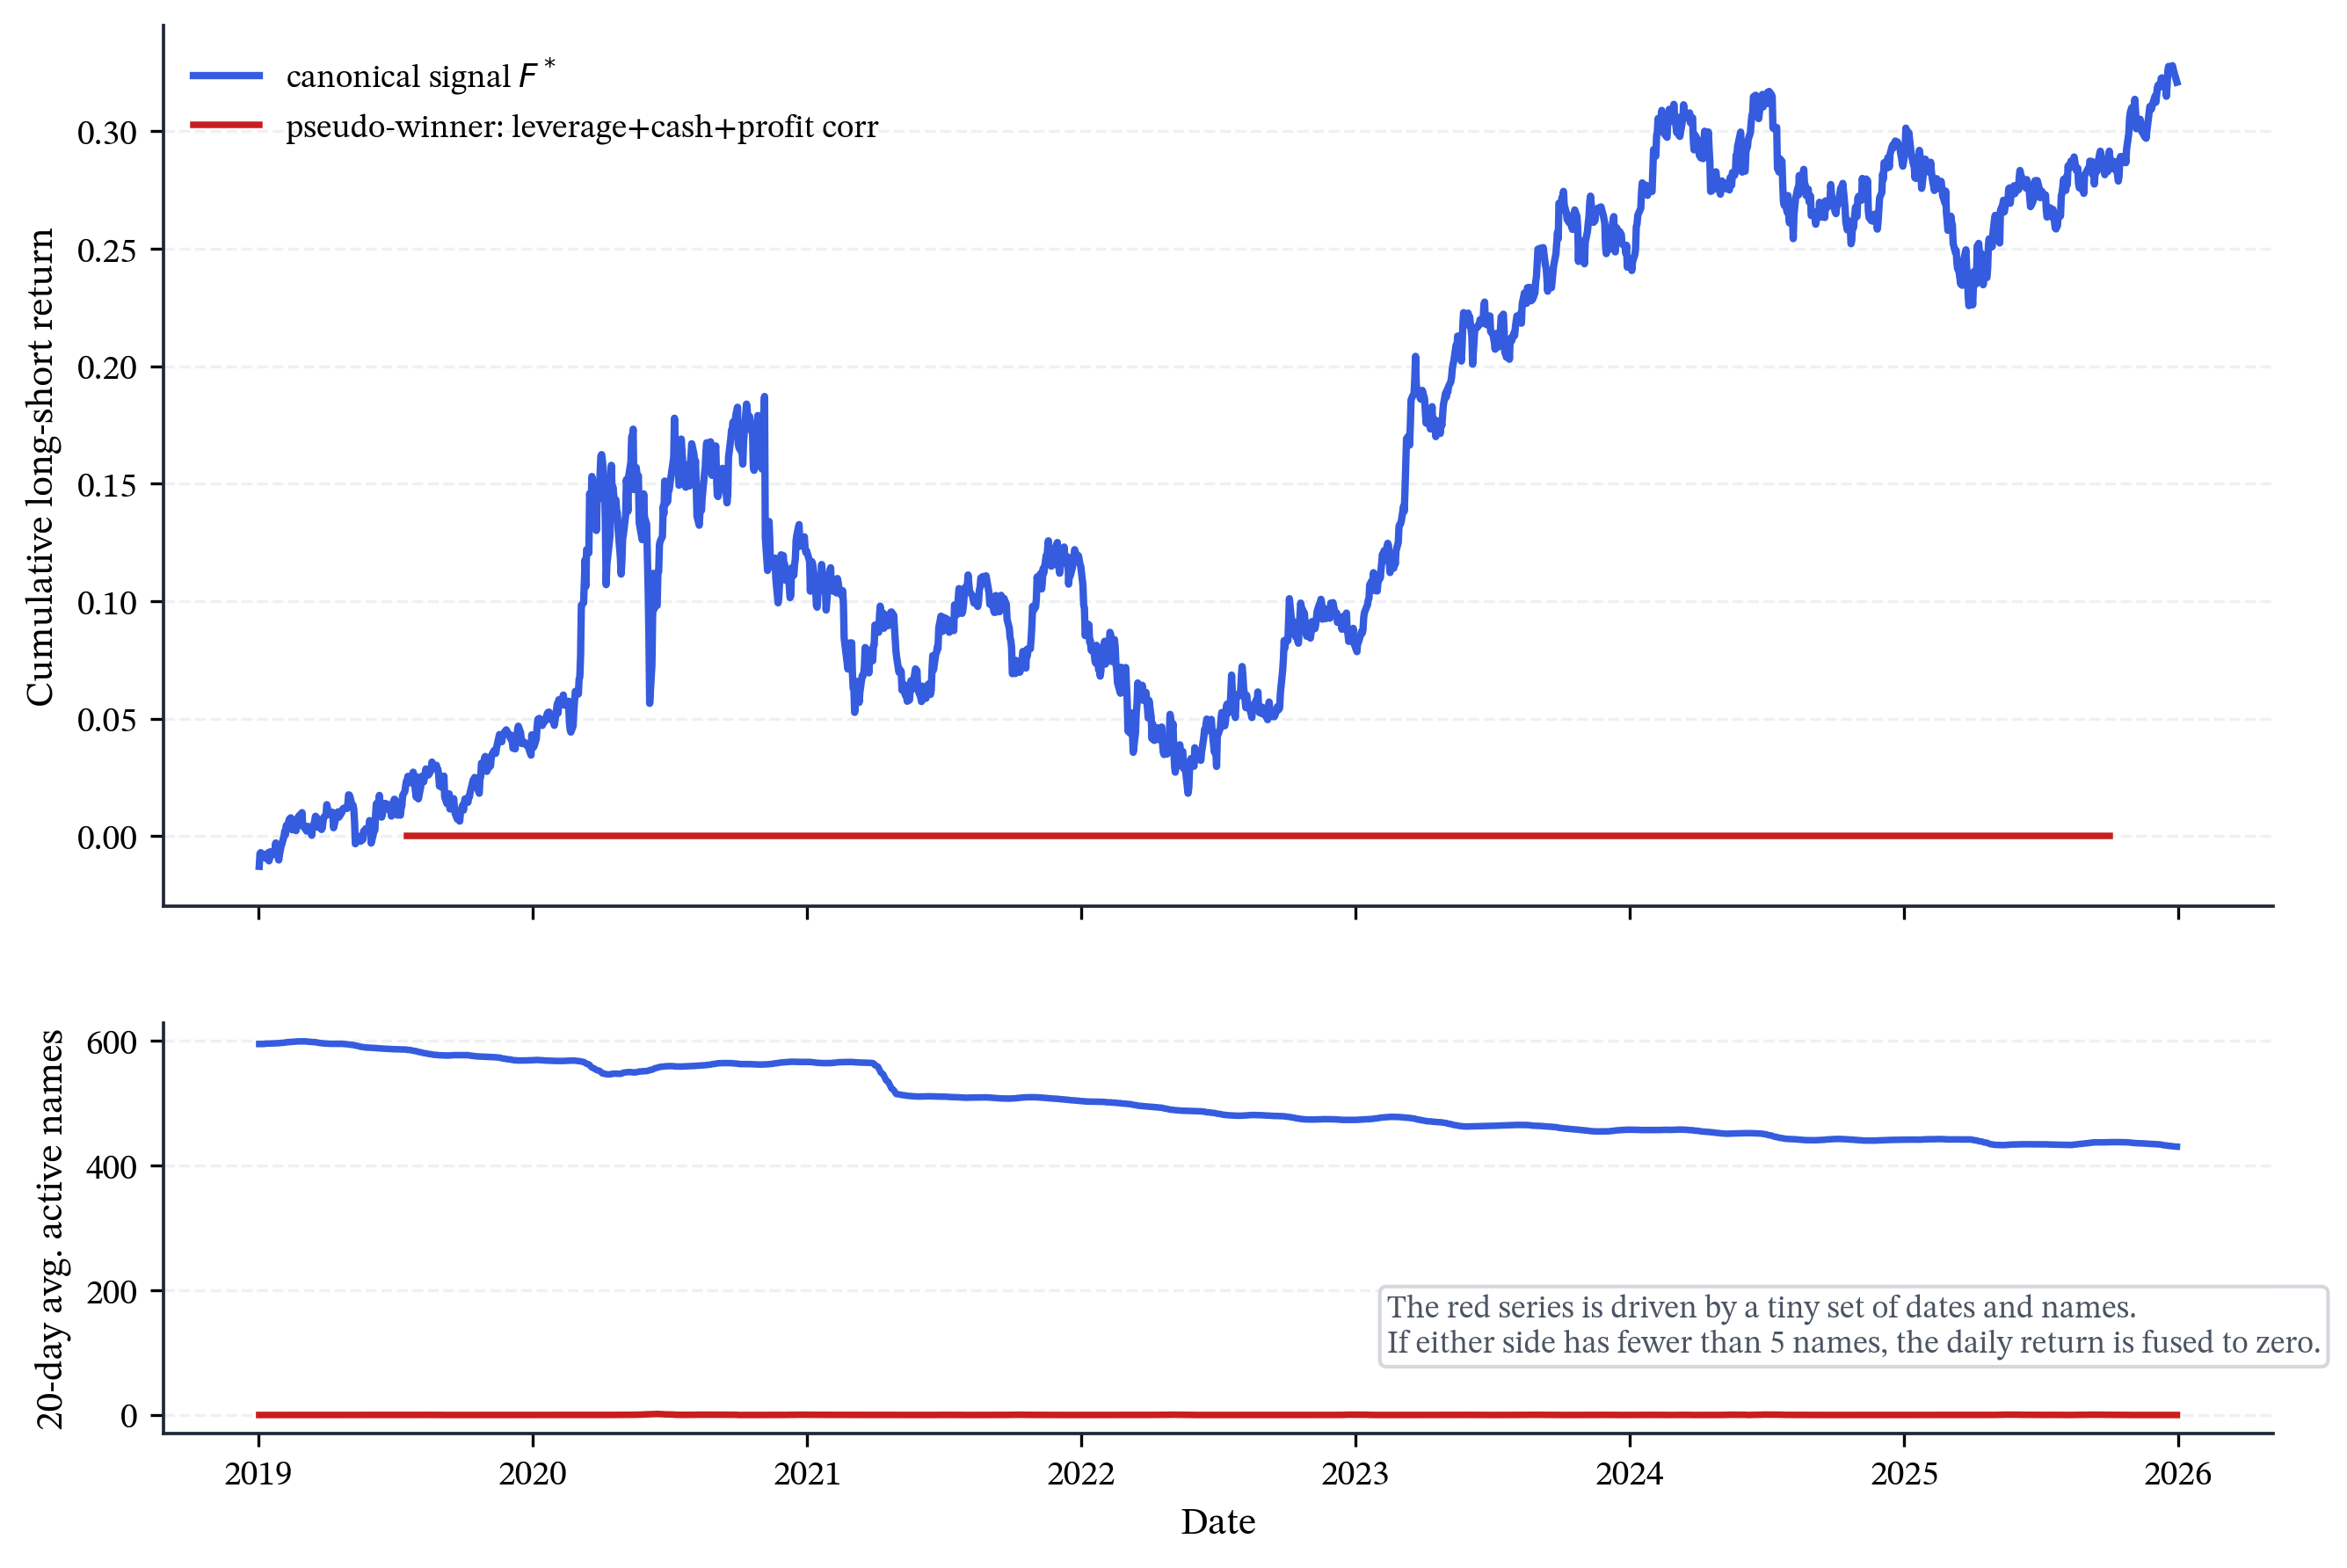 canonical signal F*
pseudo-winner: leverage+cash+profit corr
Cumulative long-short return
0.30
0.25
0.20
0.15
0.10
0.05
0.00
20-day avg. active names
600
400
200
0
The red series is driven by a tiny set of dates and names.
If either side has fewer than 5 names, the daily return is fused to zero.
2019 2020 2021 2022 2023 2024 2025 2026
Date